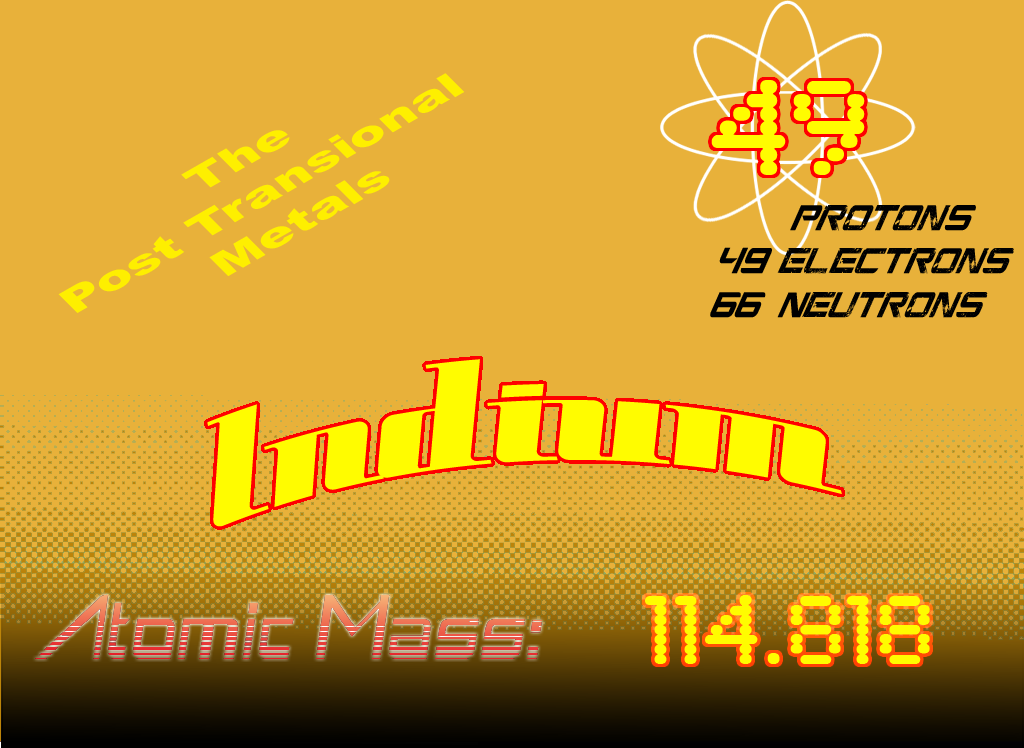 The
Post Transional
Metals
49
PROTONS
49 ELECTRONS
66 NEUTRONS
Indium
Atomic Mass:
114.818